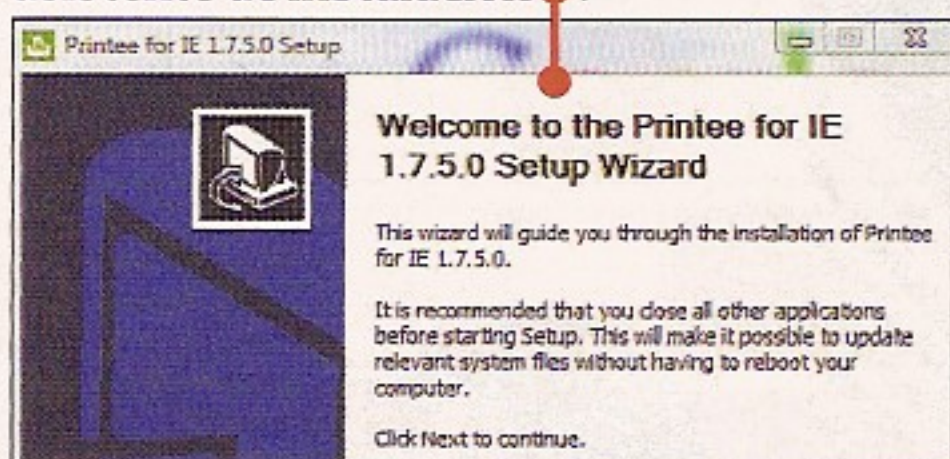 Printee for IE 1.7.5.0 Setup
Welcome to the Printee for IE
1.7.5.0 Setup Wizard
This wizard will guide you through the installation of Printee
for IE 1.7.5.0.
It is recommended that you close all other applications
before starting Setup. This will make it possible to update
relevant system files without having to reboot your
computer.
Click Next to continue.